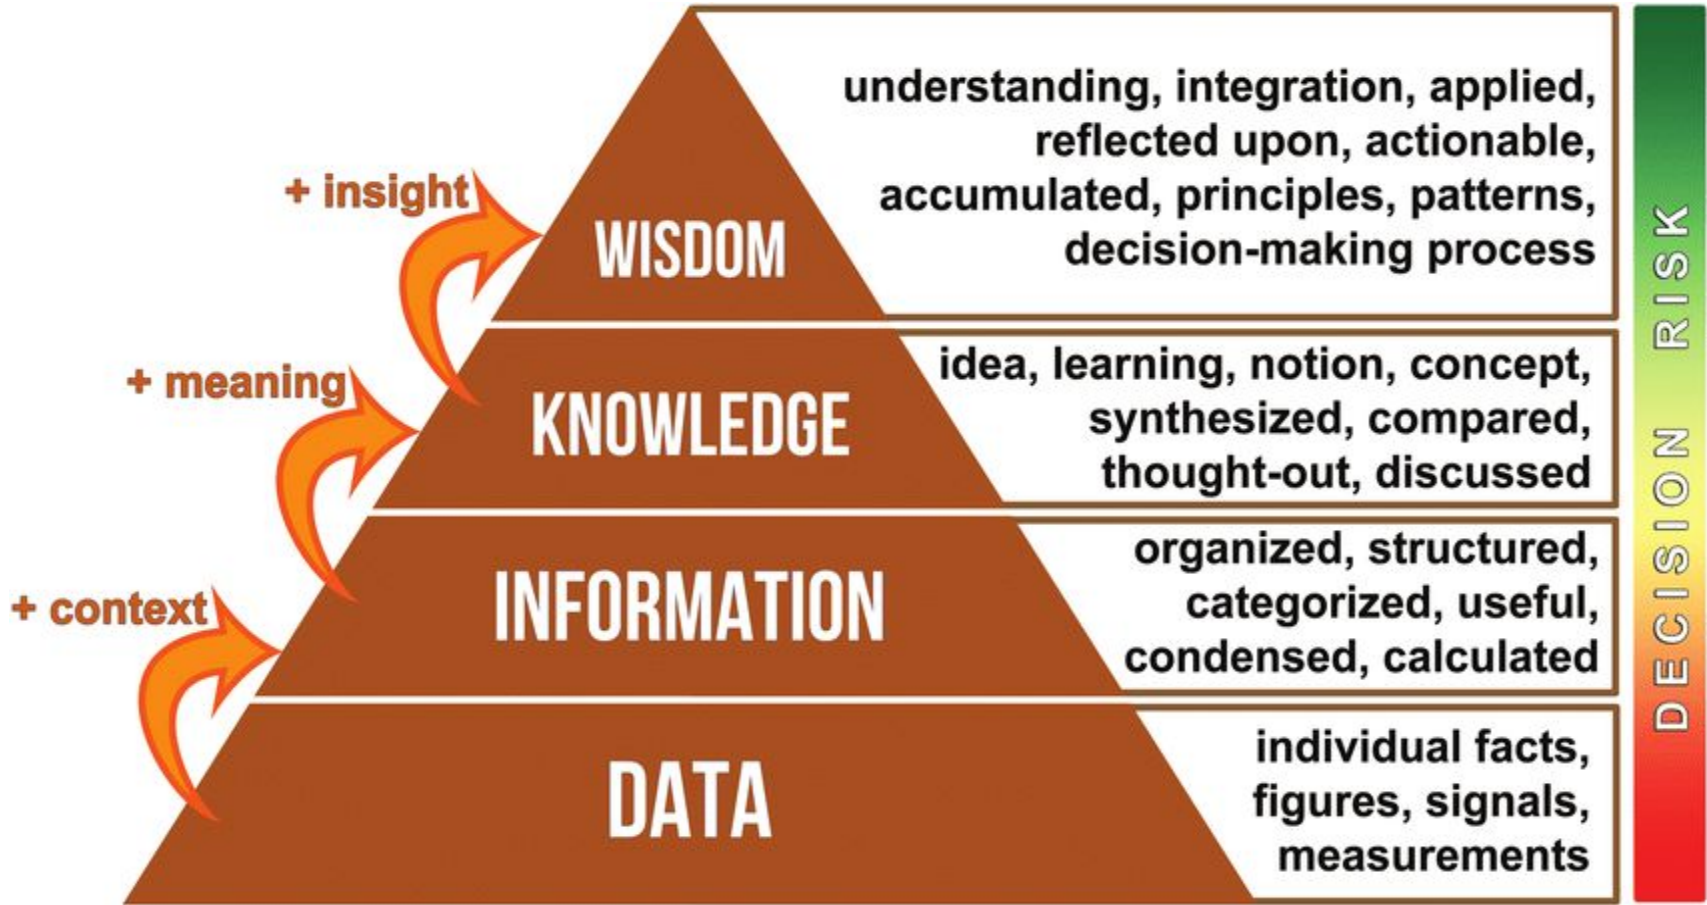 understanding, integration, applied,
reflected upon, actionable,
accumulated, principles, patterns,
decision-making process
+ insight
WISDOM
idea, learning, notion, concept,
synthesized, compared,
thought-out, discussed
+ meaning
KNOWLEDGE
organized, structured,
categorized, useful,
condensed, calculated
+ context
INFORMATION
individual facts,
figures, signals,
measurements
DATA
DECISION RISK